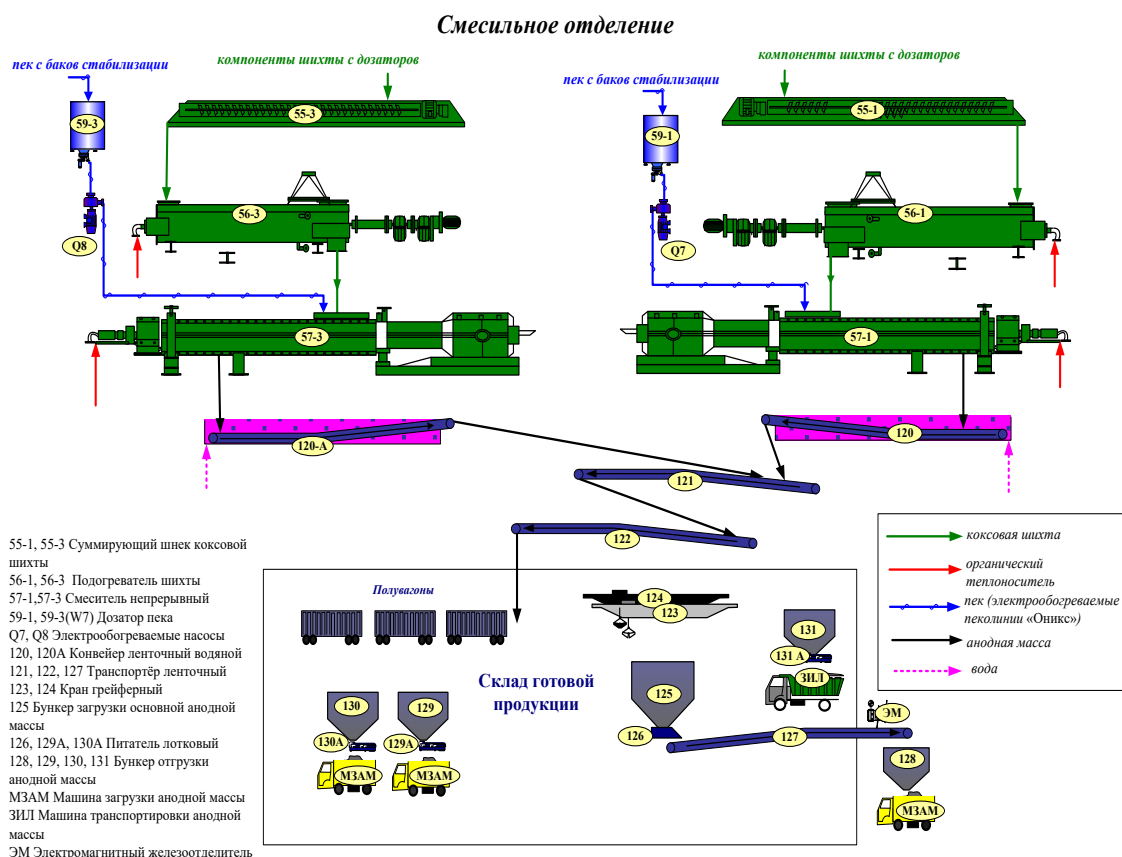 Смесильное отделение
пек с баков стабилизации
компоненты шихты с дозаторов
пек с баков стабилизации
компоненты шихты с дозаторов
59-3
55-3
59-1
55-1
56-3
56-1
Q8
Q7
57-3
57-1
120-А
120
121
122
55-1, 55-3 Суммирующий шнек коксовой
шихты
56-1, 56-3 Подогреватель шихты
57-1,57-3 Смеситель непрерывный
59-1, 59-3(W7) Дозатор пека
Q7, Q8 Электрообогреваемые насосы
120, 120А Конвейер ленточный водяной
121, 122, 127 Транспортёр ленточный
123, 124 Кран грейферный
125 Бункер загрузки основной анодной
массы
126, 129А, 130А Питатель лотковый
128, 129, 130, 131 Бункер отгрузки
анодной массы
МЗАМ Машина загрузки анодной массы
ЗИЛ Машина транспортировки анодной
массы
ЭМ Электромагнитный железоотделитель
Полувагоны
124
123
131
131 А
ЗИЛ
Склад готовой
продукции
125
126
127
130
129
130А
129А
МЗАМ
МЗАМ
ЭМ
128
МЗАМ
коксовая шихта
органический
теплоноситель
пек (электрообогреваемые
пеколинии «Оникс»)
анодная масса
вода